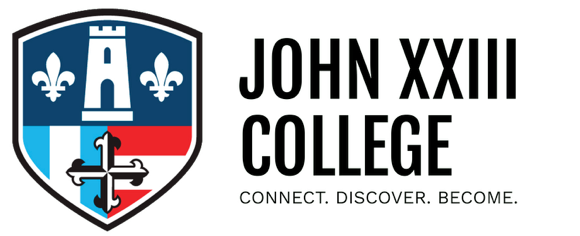 JOHN XXIII
COLLEGE
CONNECT. DISCOVER. BECOME.